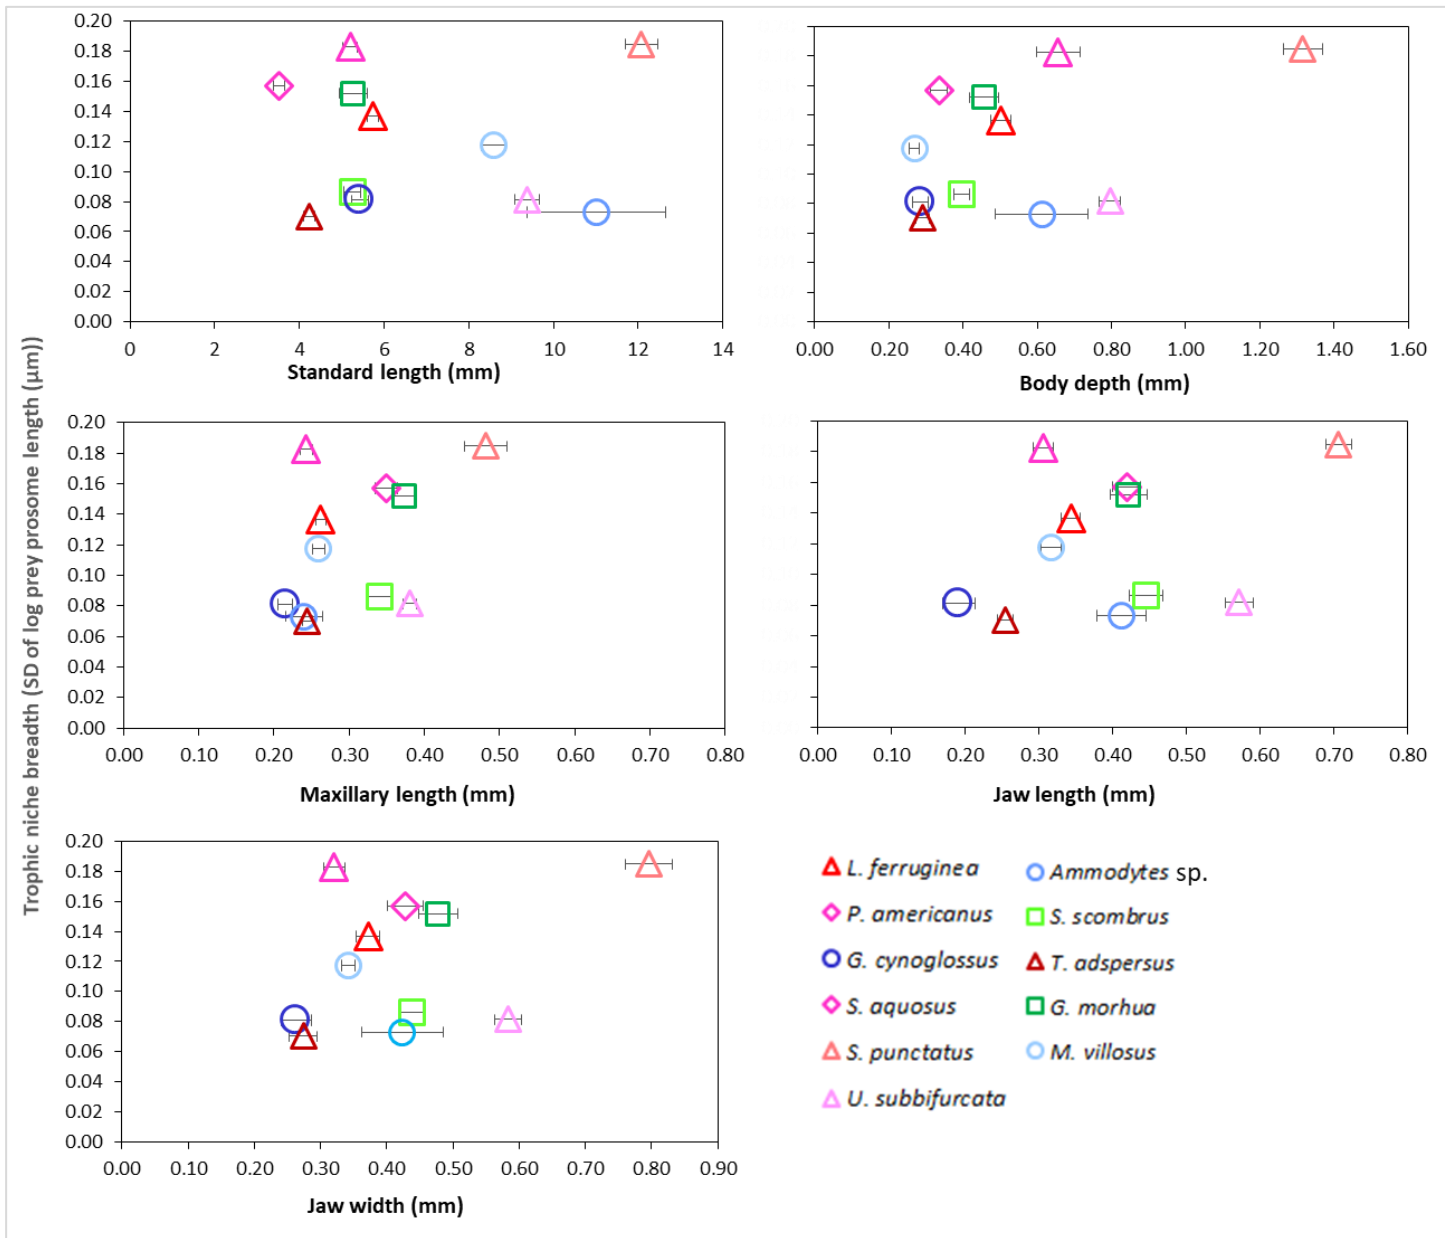 Trophic niche breadth (SD of log prey prosome length (μm))
0.20
0.18
0.16
0.14
0.12
0.10
0.08
0.06
0.04
0.02
0.00
0 2 4 6 8 10 12 14
Standard length (mm)
0.00 0.20 0.40 0.60 0.80 1.00 1.20 1.40 1.60
Body depth (mm)
0.20
0.18
0.16
0.14
0.12
0.10
0.08
0.06
0.04
0.02
0.00
0.00 0.10 0.20 0.30 0.40 0.50 0.60 0.70 0.80
Maxillary length (mm)
0.00 0.10 0.20 0.30 0.40 0.50 0.60 0.70 0.80
Jaw length (mm)
0.20
0.18
0.16
0.14
0.12
0.10
0.08
0.06
0.04
0.02
0.00
0.00 0.10 0.20 0.30 0.40 0.50 0.60 0.70 0.80 0.90
Jaw width (mm)
L. ferruginea
P. americanus
G. cynoglossus
S. aquosus
S. punctatus
U. subbifurcata
Ammodytes sp.
S. scombrus
T. adspersus
G. morhua
M. villosus